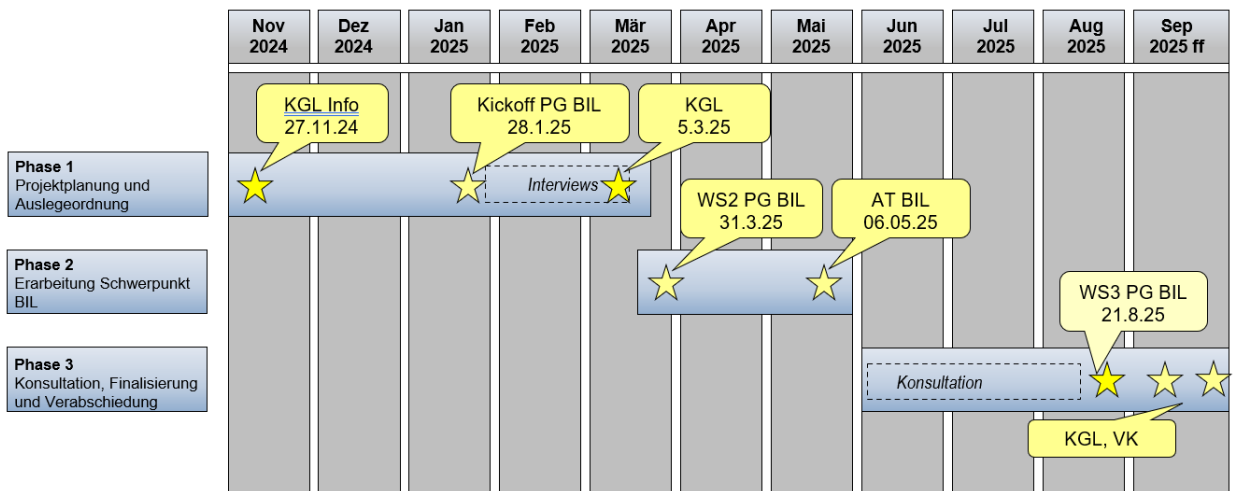 Nov
2024
Dez
2024
Jan
2025
Feb
2025
Mär
2025
Apr
2025
Mai
2025
Jun
2025
Jul
2025
Aug
2025
Sep
2025 ff
KGL Info
27.11.24
Kickoff PG BIL
28.1.25
KGL
5.3.25
Phase 1
Projektplanung und
Auslegeordnung
Interviews
WS2 PG BIL
31.3.25
AT BIL
06.05.25
Phase 2
Erarbeitung Schwerpunkt
BIL
WS3 PG BIL
21.8.25
Phase 3
Konsultation, Finalisierung
und Verabschiedung
Konsultation
KGL, VK